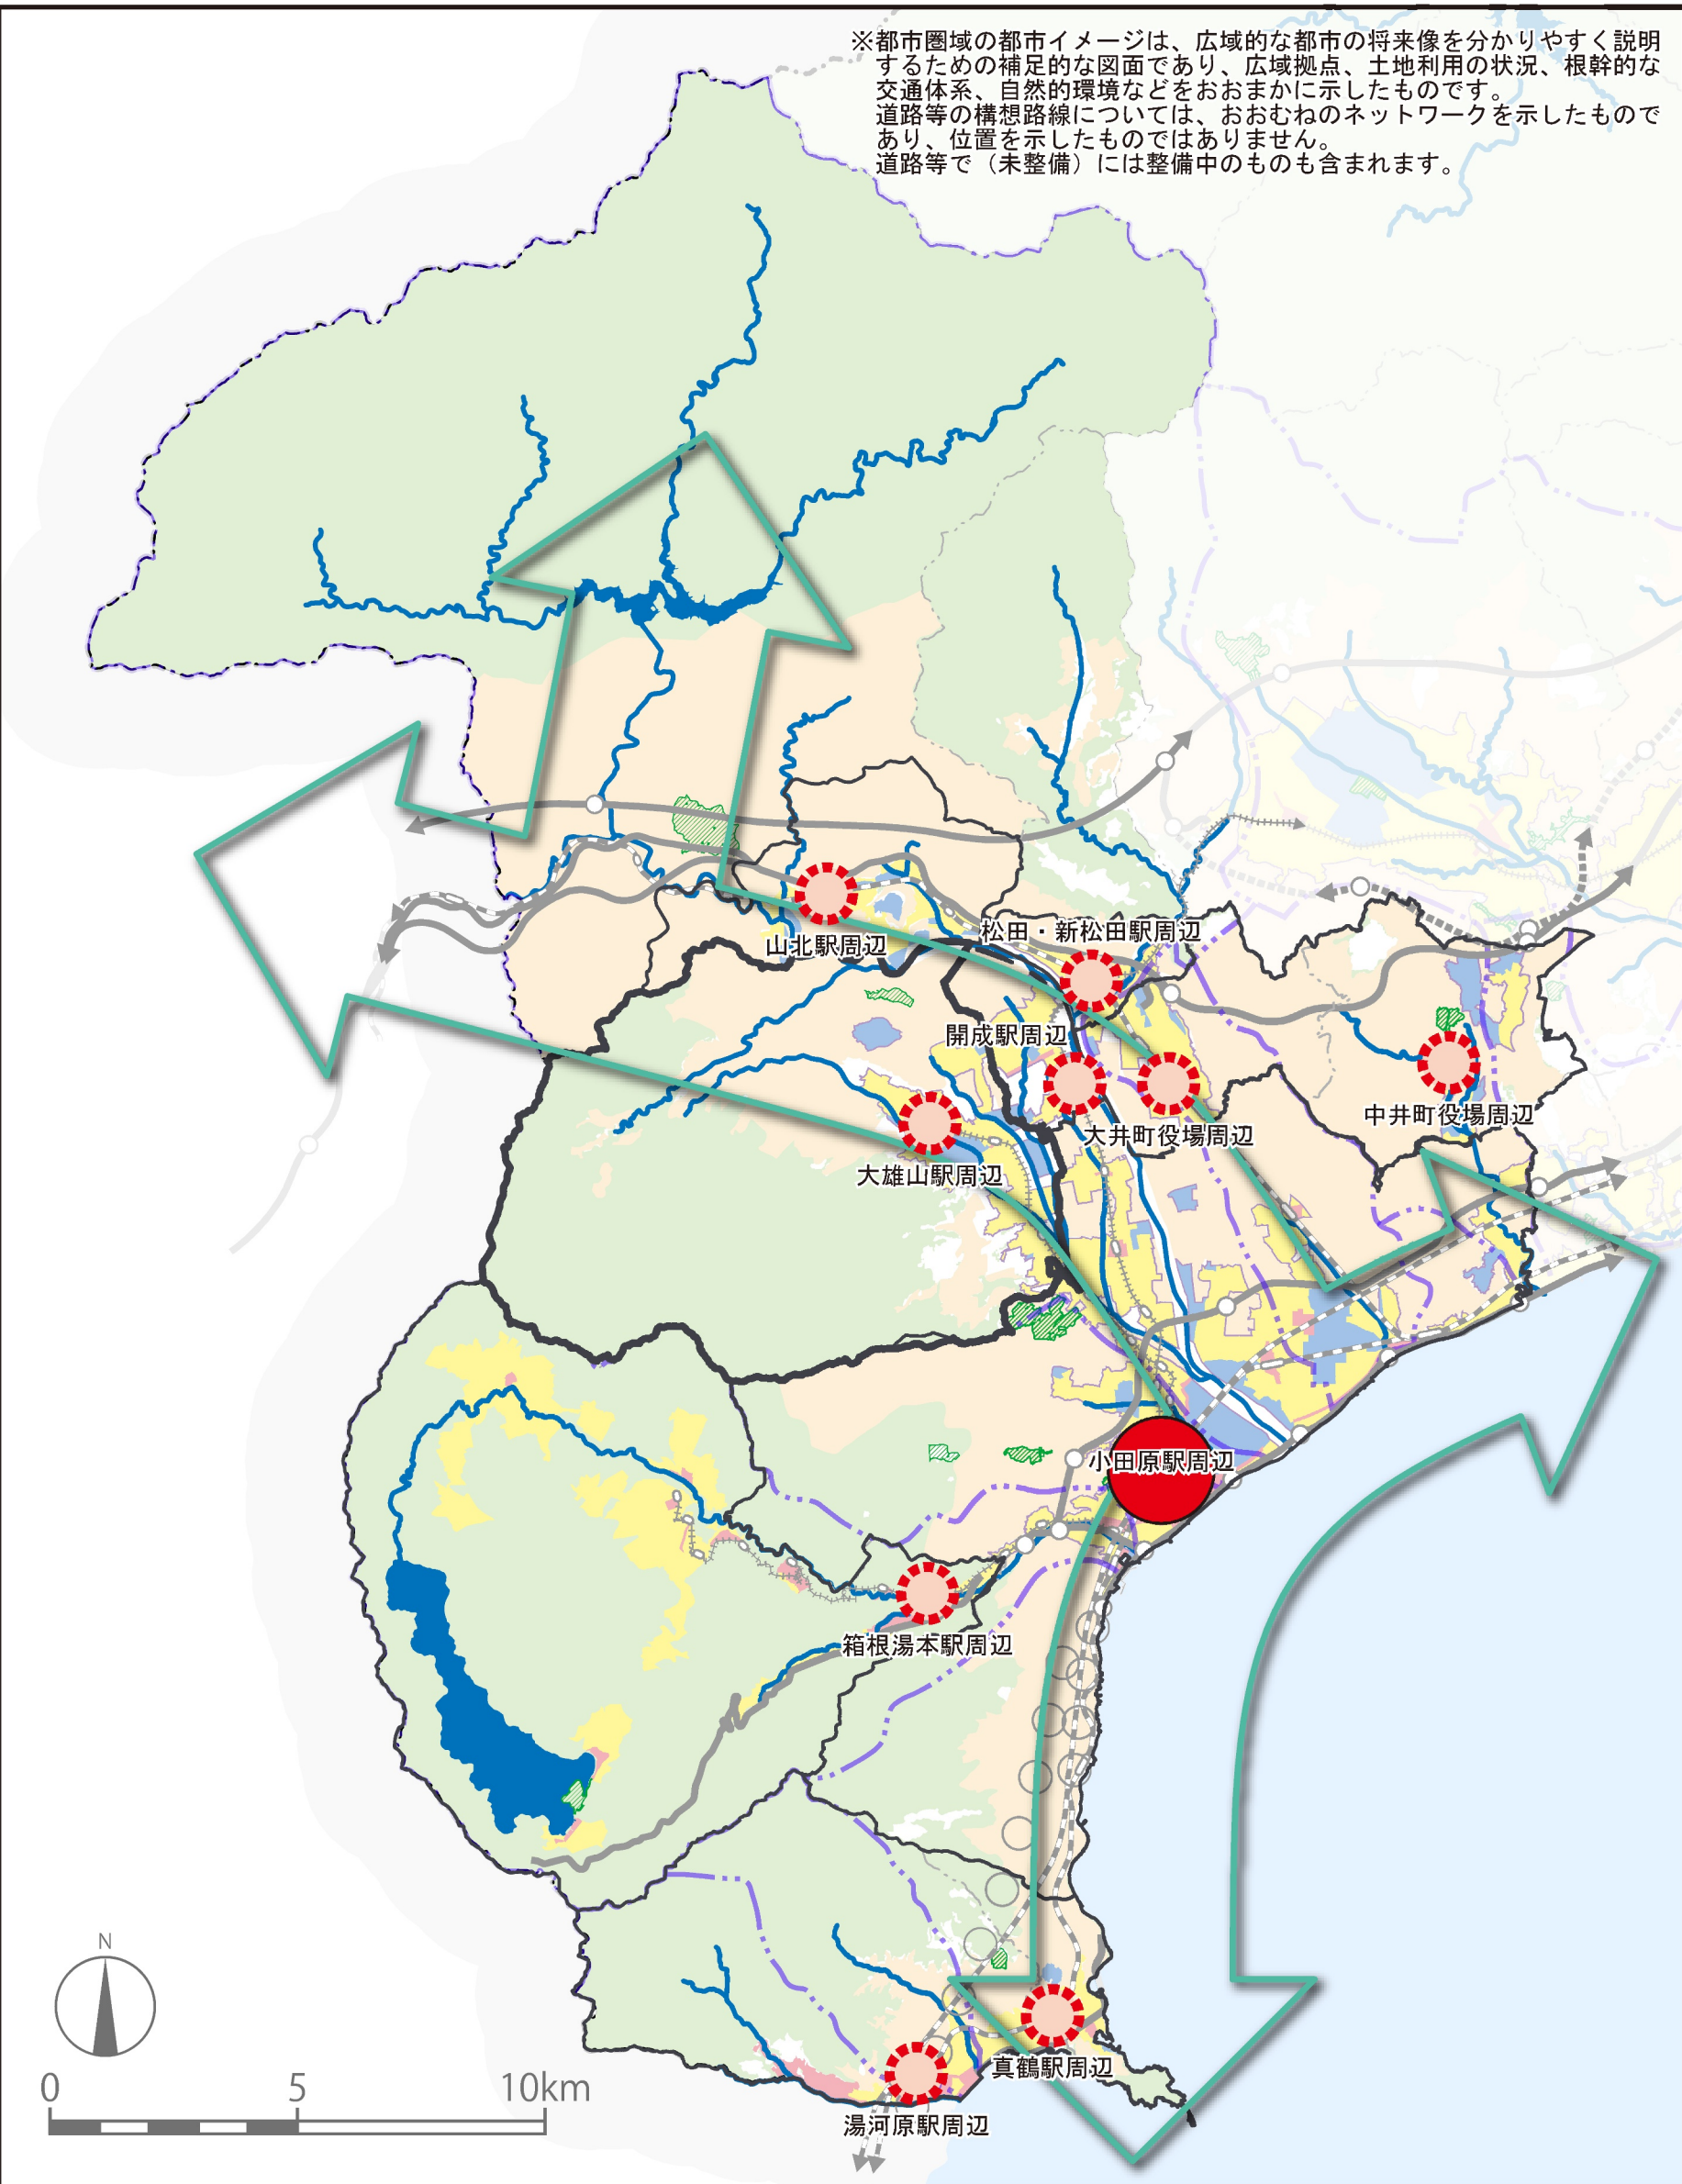 ※都市圏域の都市イメージは、広域的な都市の将来像を分かりやすく説明
するための補足的な図面であり、広域拠点、土地利用の状況、根幹的な
交通体系、自然的環境などをおおまかに示したものです。
道路等の構想路線については、おおむねのネットワークを示したもので
あり、位置を示したものではありません。
道路等で（未整備）には整備中のものも含まれます。
山北駅周辺
松田・新松田駅周辺
開成駅周辺
中井町役場周辺
大井町役場周辺
大雄山駅周辺
小田原駅周辺
箱根湯本駅周辺
真鶴駅周辺
湯河原駅周辺
N
0 5 10km